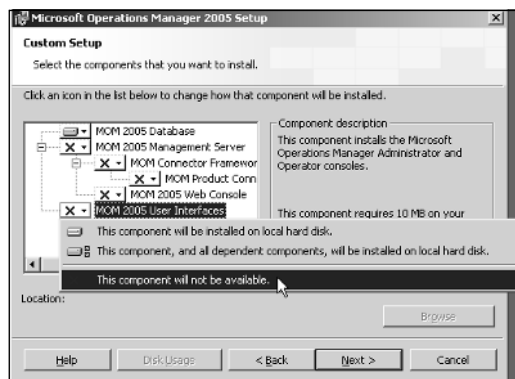 Microsoft Operations Manager 2005 Setup
Custom Setup
Select the components that you want to install.
Click an icon in the list below to change how that component will be installed.
MOM 2005 Database
MOM 2005 Management Server
MOM Connector Framewor
MOM Product Conn
MOM 2005 Web Console
MOM 2005 User Interfaces
Component description
This component installs the Microsoft
Operations Manager Administrator and
Operator consoles.
This component requires 10 MB on your
This component will be installed on local hard disk.
This component, and all dependent components, will be installed on local hard disk.
This component will not be available.
Location:
Browse
Help
Disk Usage
< Back
Next >
Cancel